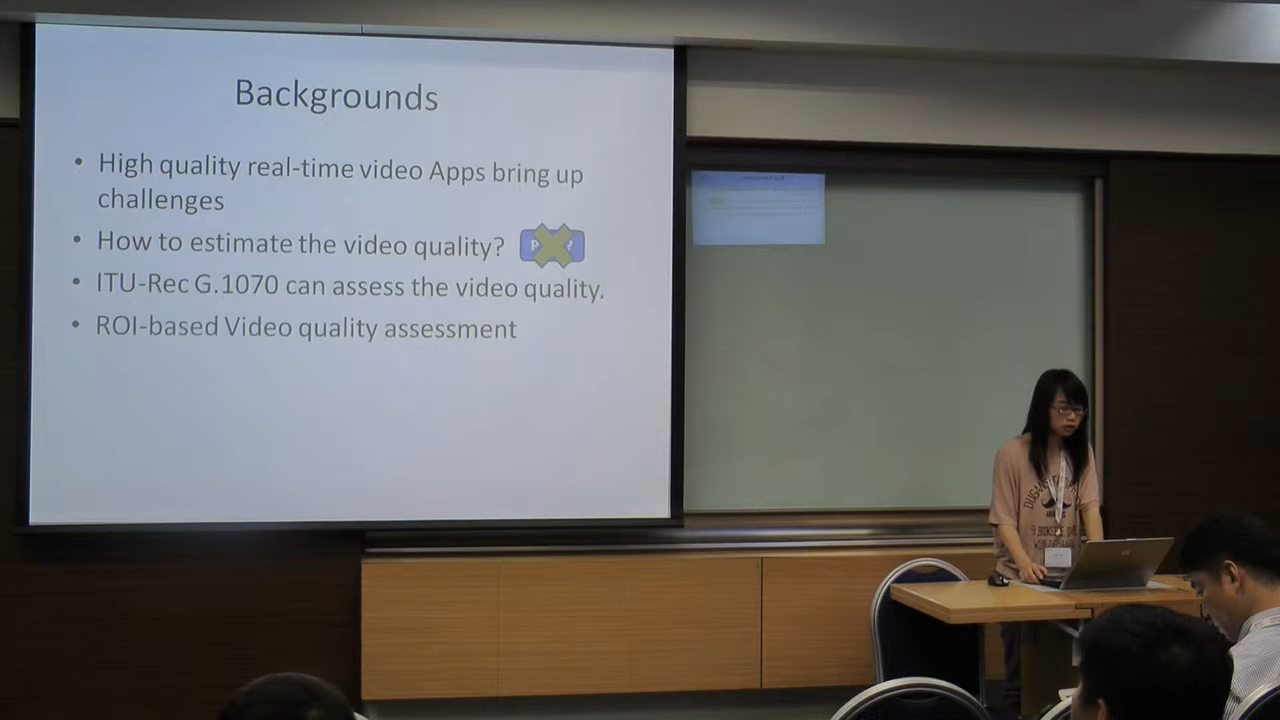 Backgrounds
• High quality real-time video Apps bring up
challenges
• How to estimate the video quality?
• ITU-Rec G.1070 can assess the video quality.
• ROI-based Video quality assessment